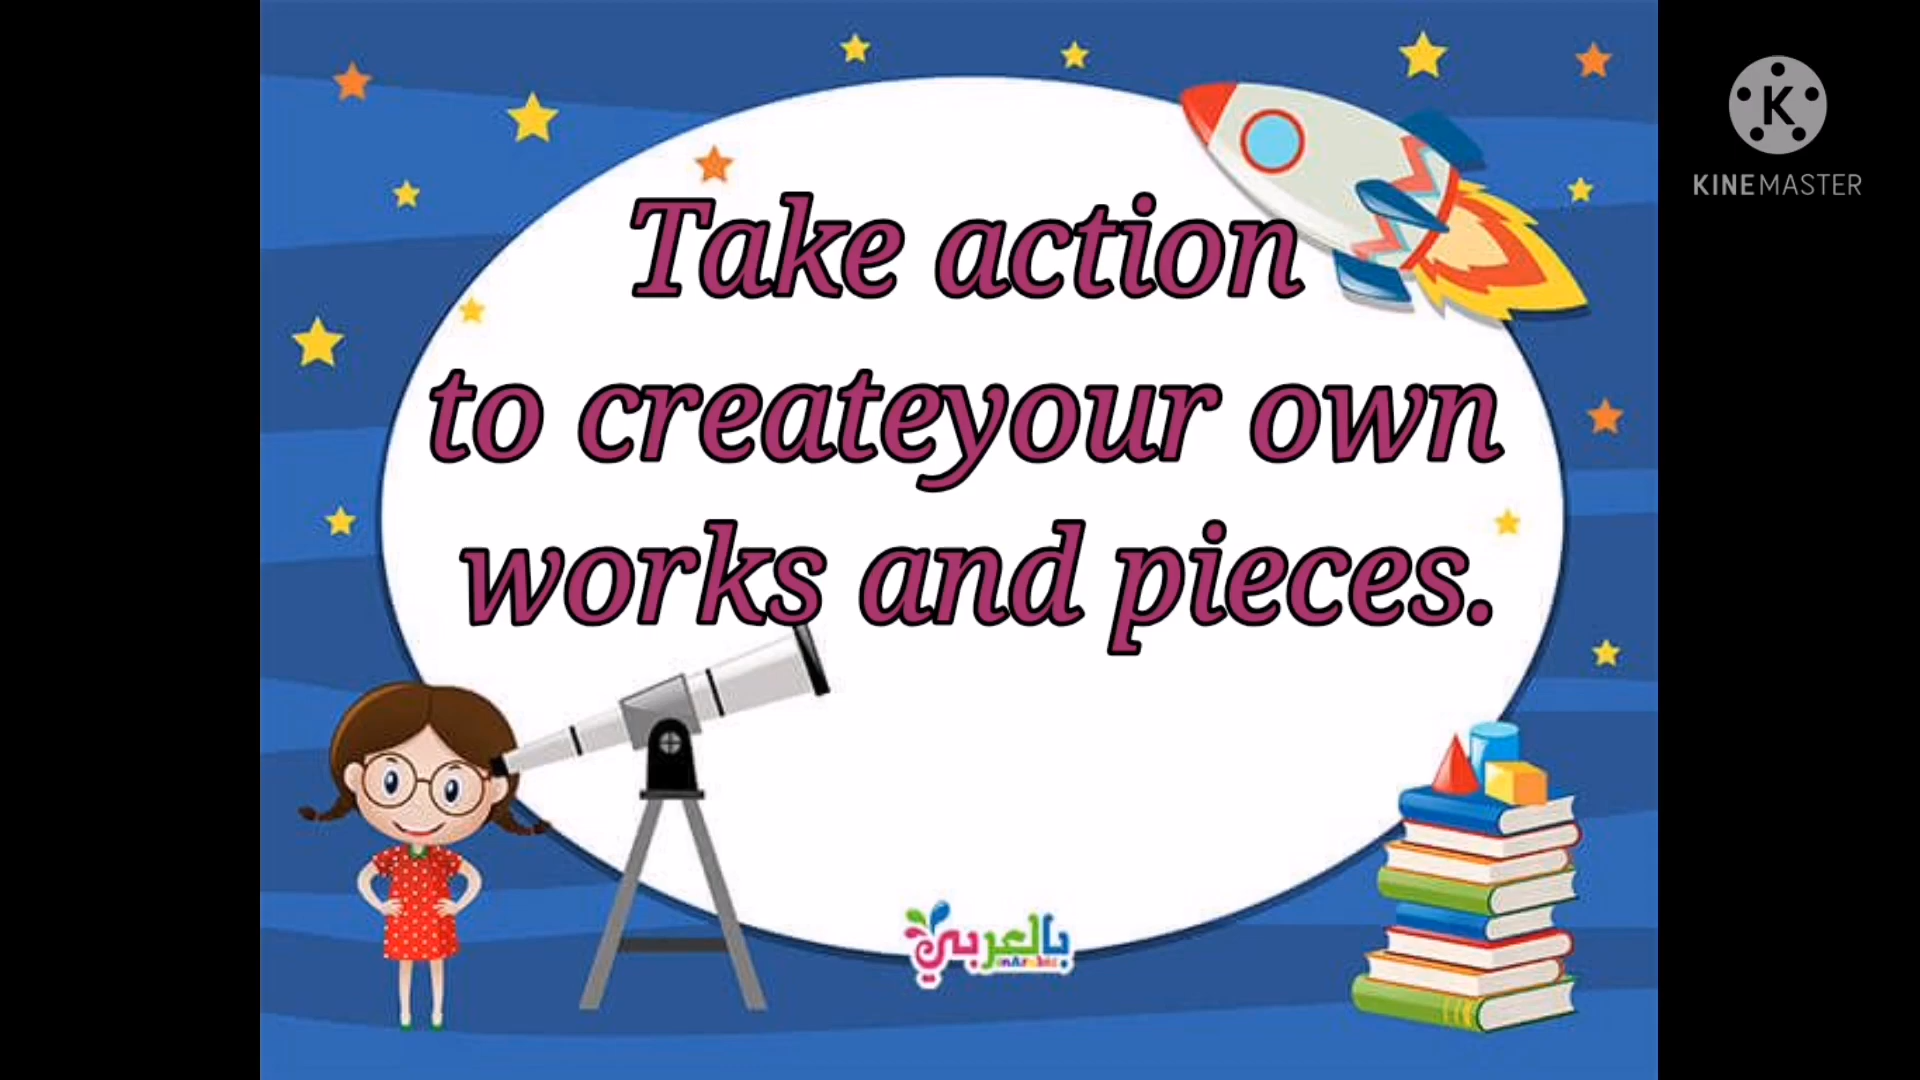 Take action
to createyour own
works and pieces.
KINEMASTER
بالعربي